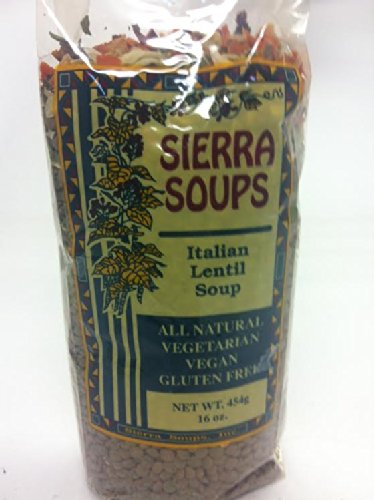 SIERRA
SOUPS
Italian
Lentil
Soup
ALL NATURAL
VEGETARIAN
VEGAN
GLUTEN FREE
NET WT. 454g
16 oz.
Sierra Soups, Inc.